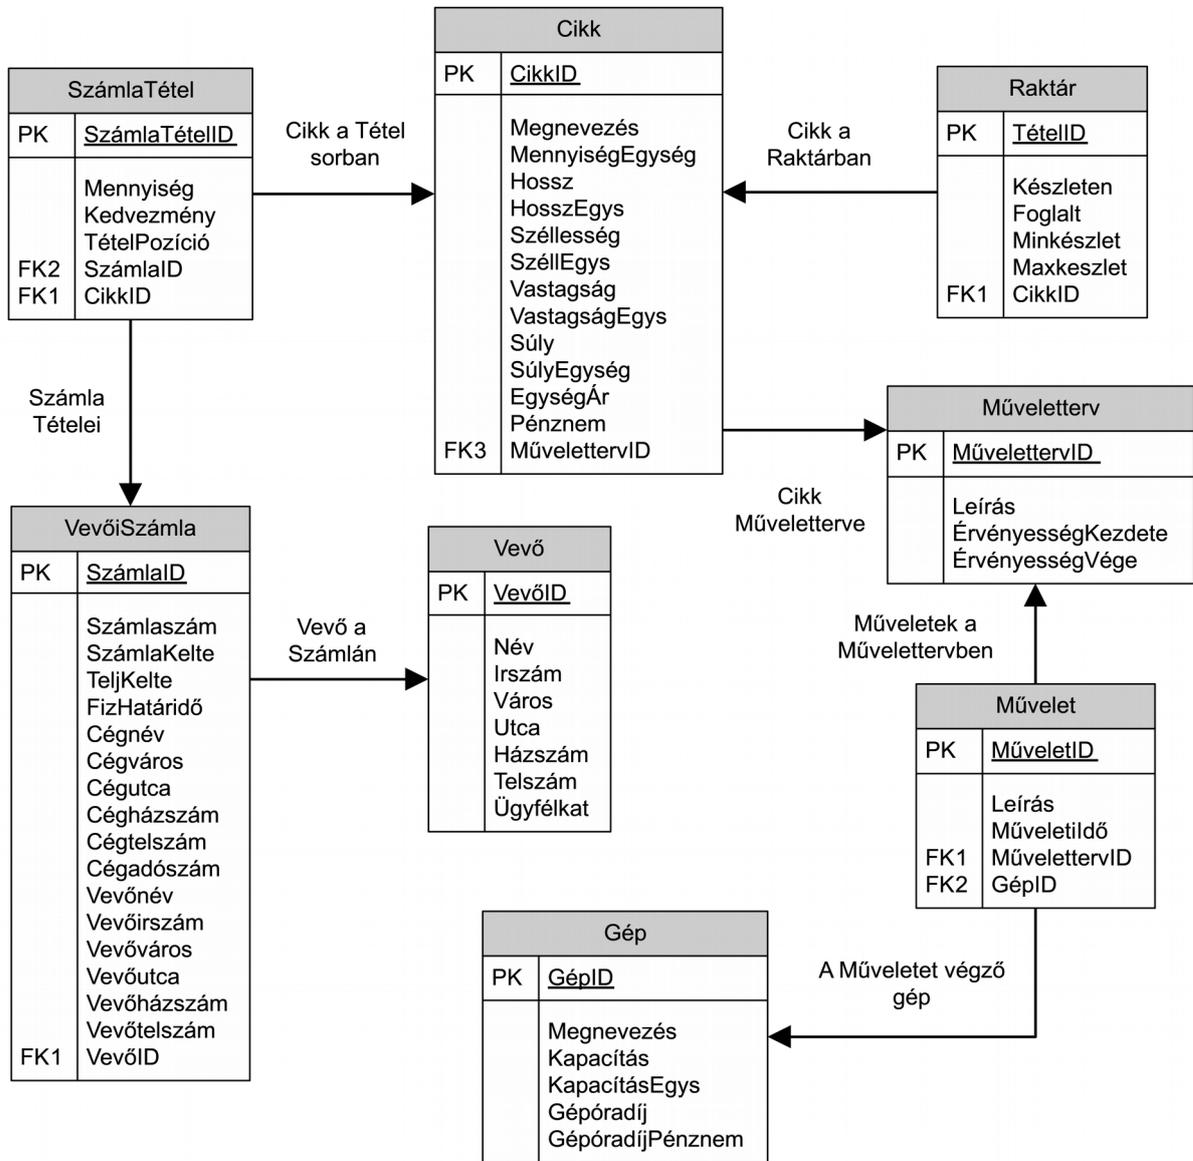 Cikk
PK CikkID
Megnevezés
MennyiségEgység
Hossz
HosszEgys
Széllesség
SzéllEgys
Vastagság
VastagságEgys
Súly
SúlyEgység
EgységÁr
Pénznem
FK3 MűvelettervID
SzámlaTétel
PK SzámlaTételID
Mennyiség
Kedvezmény
TételPozíció
FK2 SzámlaID
FK1 CikkID
Cikk a Tétel
sorban
Raktár
PK TételID
Készleten
Foglalt
Minkészlet
Maxkeszlet
FK1 CikkID
Cikk a
Raktárban
Számla
Tételei
Műveletterv
PK MűvelettervID
Leírás
ÉrvényességKezdete
ÉrvényességVége
Cikk
Műveletterve
VevőiSzámla
PK SzámlaID
Számlaszám
SzámlaKelte
TeljKelte
FizHatáridő
Cégnév
Cégváros
Cégutca
Cégházszám
Cégtelszám
Cégadószám
Vevőnév
Vevőirszám
Vevőváros
Vevőutca
Vevőházszám
Vevőtelszám
FK1 VevőID
Vevő a
Számlán
Vevő
PK VevőID
Név
Irszám
Város
Utca
Házszám
Telszám
Ügyfélkat
Műveletek a
Művelettervben
Művelet
PK MűveletID
Leírás
MűveletiIdő
FK1 MűvelettervID
FK2 GépID
A Műveletet végző
gép
Gép
PK GépID
Megnevezés
Kapacítás
KapacításEgys
Gépóradíj
GépóradíjPénznem